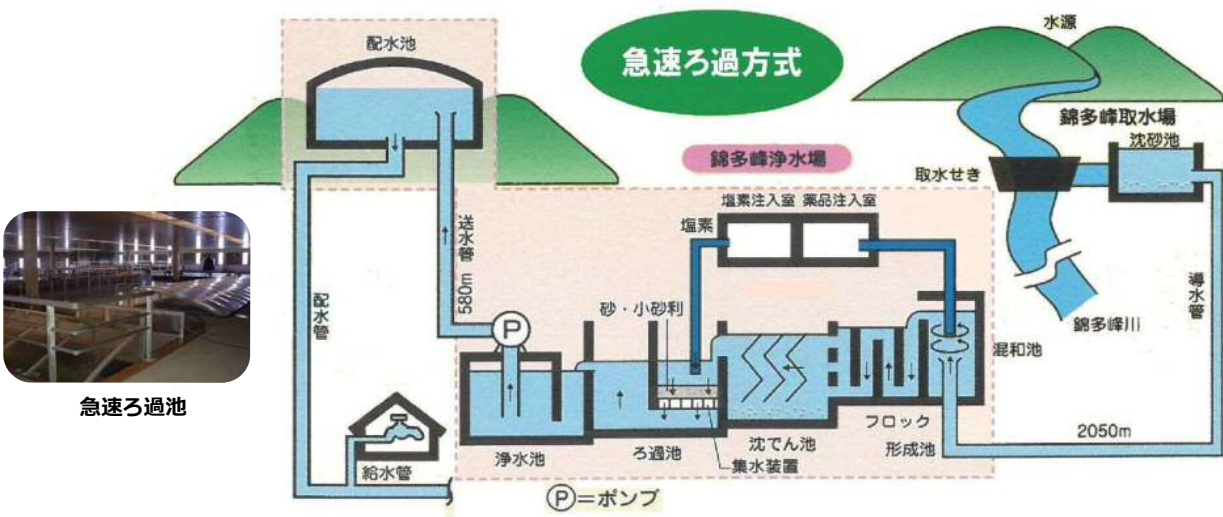 急速ろ過方式
水源
配水池
錦多峰取水場
沈砂池
錦多峰浄水場
取水せき
塩素注入室 薬品注入室
塩素
送水管
580m
配水管
導水管
砂・小砂利
P
錦多峰川
混和池
急速ろ過池
フロック
形成池
2050m
沈でん池
ろ過池
浄水池
集水装置
給水管
P=ポンプ